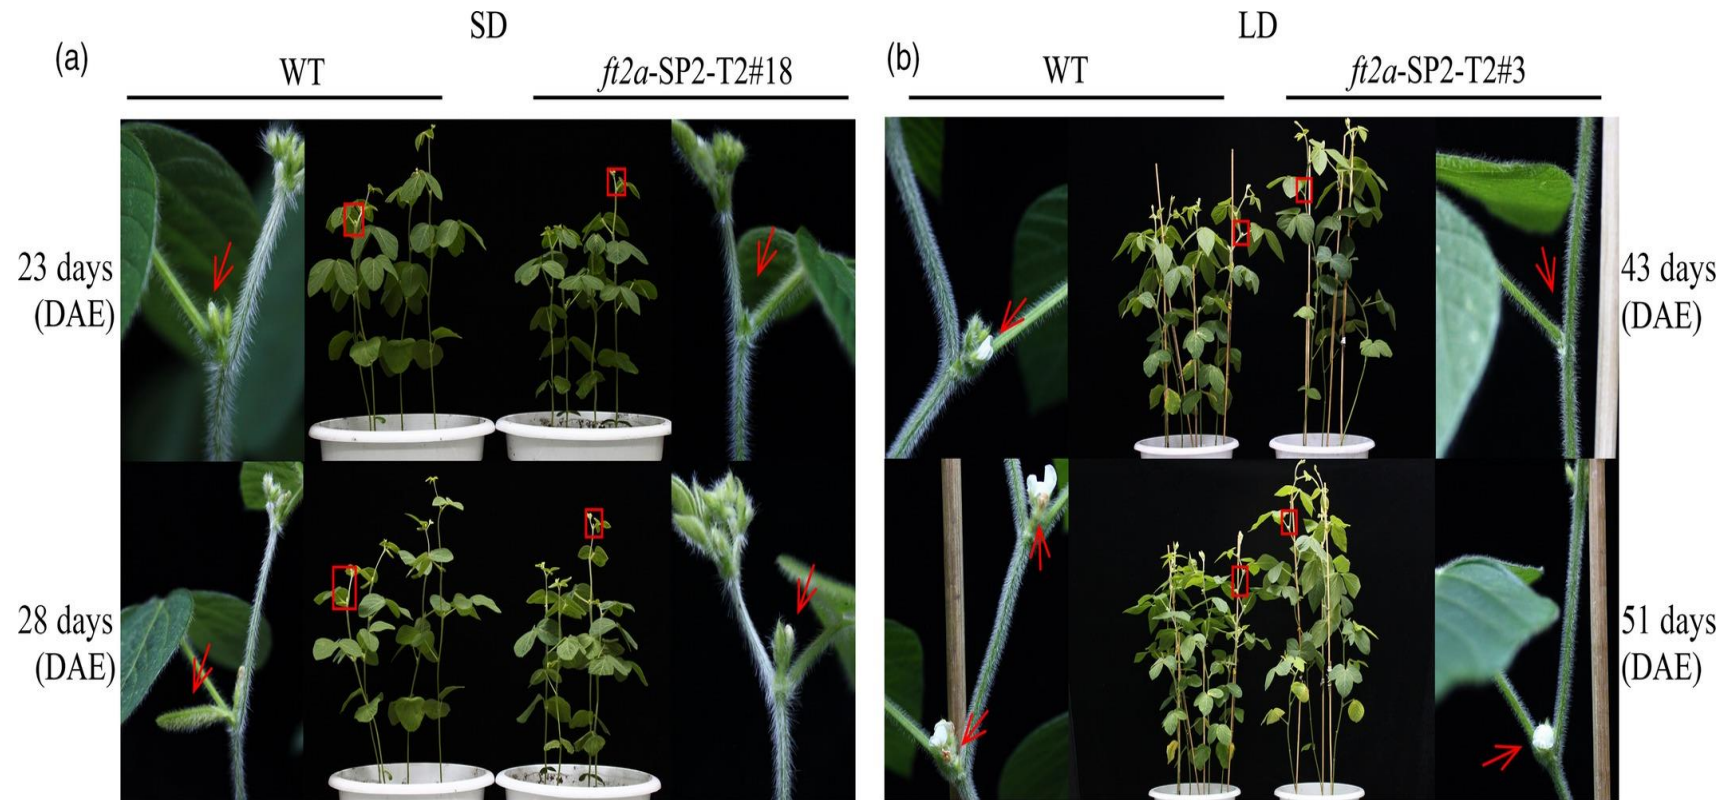 SD
LD
(a)
WT
ft2a-SP2-T2#18
(b)
WT
ft2a-SP2-T2#3
23 days
(DAE)
43 days
(DAE)
28 days
(DAE)
51 days
(DAE)